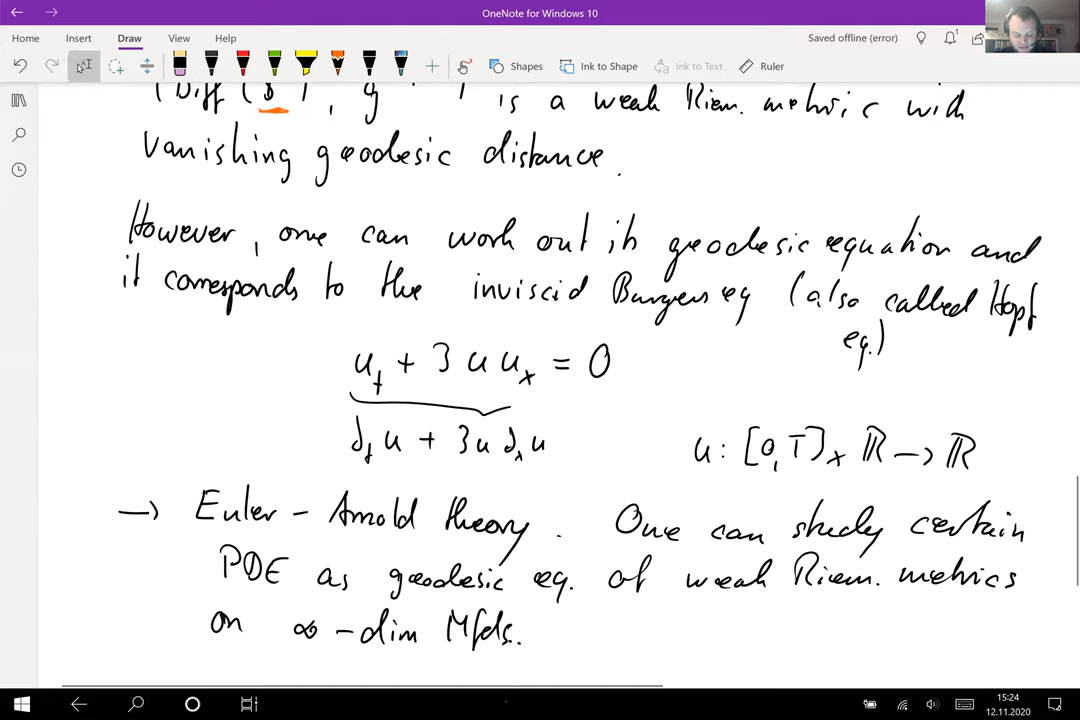 OneNote for Windows 10
Home Insert Draw View Help Saved offline (error)
Shapes Ink to Shape Ink to Text Ruler
(Diff( ), g is a weak Riem. metric with
vanishing geodesic distance.
However, one can work out its geodesic equation and
it corresponds to the inviscid Burgers eq (also called Hopf
eq.)
u_t + 3 u u_x = 0
∂_t u + 3u ∂_x u u : [0,T] × ℝ → ℝ
→ Euler - Arnold theory. One can study certain
PDE as geodesic eq. of weak Riem. metrics
on ∞-dim Mfds.
15:24
12.11.2020